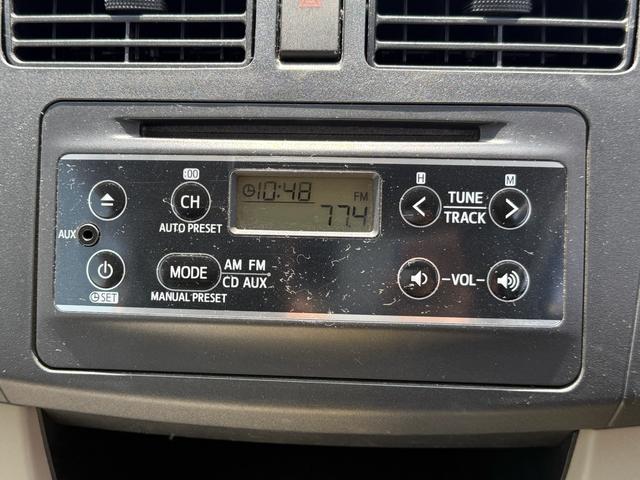 :00
H
M
10:48
FM
77.4
CH
AUTO PRESET
TUNE
TRACK
AUX
MODE
AM FM
CD AUX
MANUAL PRESET
SET
-VOL-